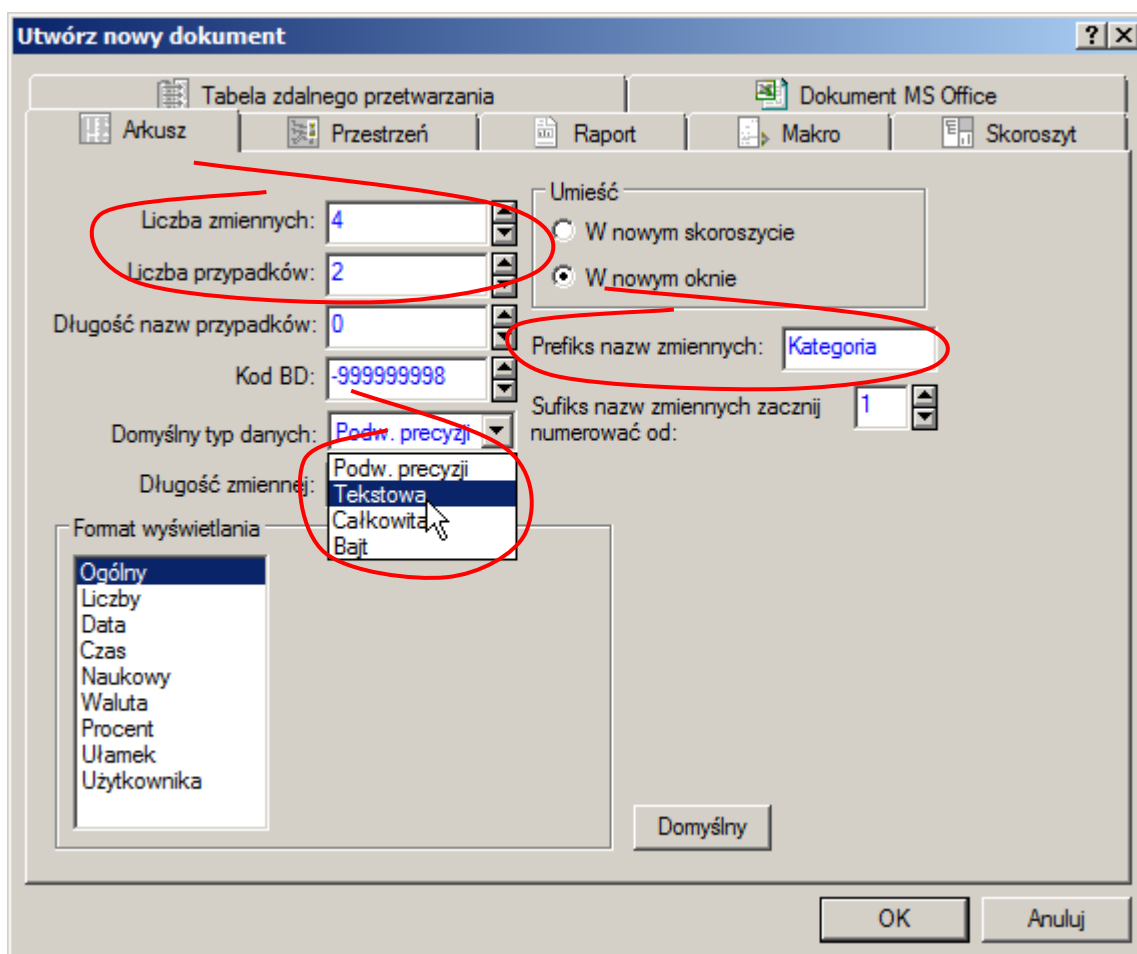 Utwórz nowy dokument
Tabela zdalnego przetwarzania Dokument MS Office
Arkusz Przestrzeń Raport Makro Skoroszyt
Liczba zmiennych: 4
Liczba przypadków: 2
Długość nazw przypadków: 0
Kod BD: -999999998
Domyślny typ danych: Podw. precyzji
Podw. precyzji
Tekstowa
Całkowita
Bajt
Długość zmiennej:
Umieść
W nowym skoroszycie
W nowym oknie
Prefiks nazw zmiennych: Kategoria
Sufiks nazw zmiennych zacznij 1
numerować od:
Format wyświetlania
Ogólny
Liczby
Data
Czas
Naukowy
Waluta
Procent
Ułamek
Użytkownika
Domyślny
OK Anuluj